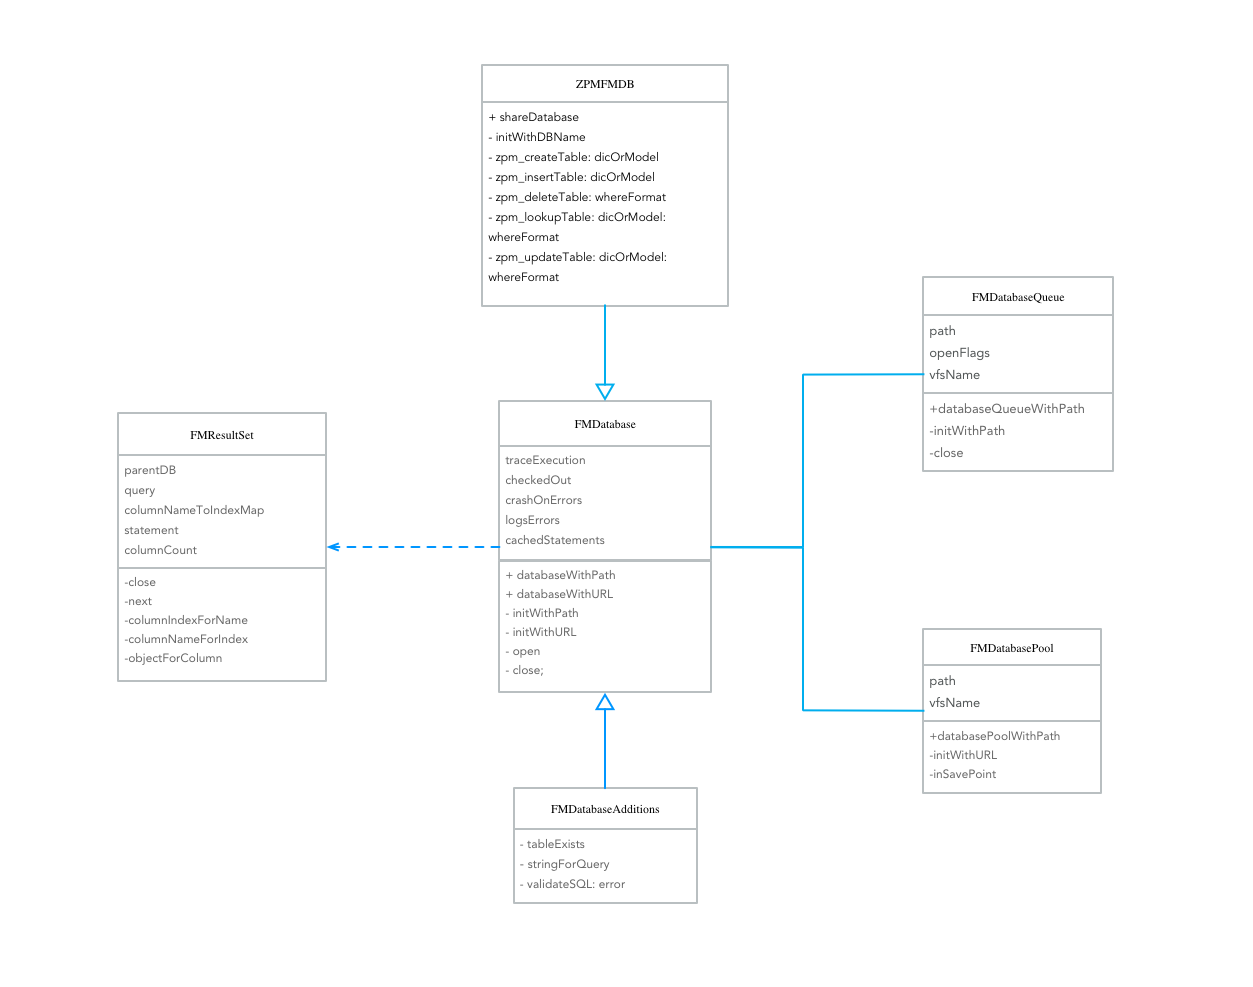 ZPMFMDB
+ shareDatabase
- initWithDBName
- zpm_createTable: dicOrModel
- zpm_insertTable: dicOrModel
- zpm_deleteTable: whereFormat
- zpm_lookupTable: dicOrModel:
whereFormat
- zpm_updateTable: dicOrModel:
whereFormat
FMDatabaseQueue
path
openFlags
vfsName
+databaseQueueWithPath
-initWithPath
-close
FMResultSet
parentDB
query
columnNameToIndexMap
statement
columnCount
-close
-next
-columnIndexForName
-columnNameForIndex
-objectForColumn
FMDatabase
traceExecution
checkedOut
crashOnErrors
logsErrors
cachedStatements
+ databaseWithPath
+ databaseWithURL
- initWithPath
- initWithURL
- open
- close;
FMDatabasePool
path
vfsName
+databasePoolWithPath
-initWithURL
-inSavePoint
FMDatabaseAdditions
- tableExists
- stringForQuery
- validateSQL: error